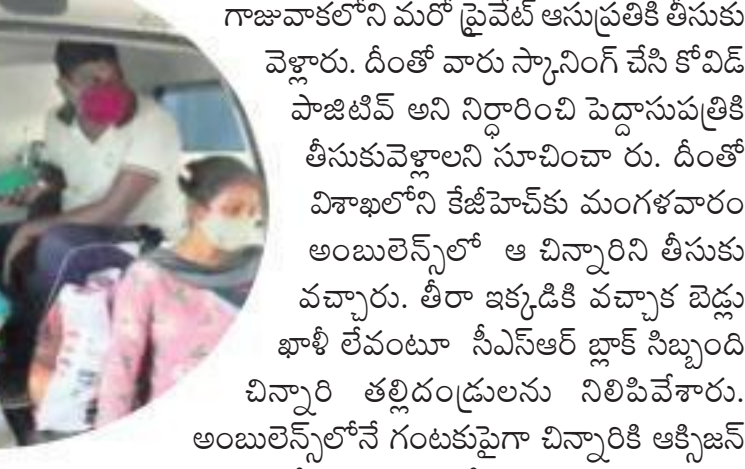 గాజువాకలోని మరో ప్రైవేట్ ఆసుప్రతికి తీసుకు
వెళ్లారు. దీంతో వారు స్కానింగ్ చేసి కోవిడ్
పాజిటివ్ అని నిర్ధారించి పెద్దాసుపత్రికి
తీసుకువెళ్లాలని సూచించా రు. దీంతో
విశాఖలోని కేజీహెచ్‌కు మంగళవారం
అంబులెన్స్‌లో ఆ చిన్నారిని తీసుకు
వచ్చారు. తీరా ఇక్కడికి వచ్చాక బెడ్లు
ఖాళీ లేవంటూ సీఎస్ఆర్ బ్లాక్ సిబ్బంది
చిన్నారి తల్లిదండ్రులను నిలిపివేశారు.
అంబులెన్స్‌లోనే గంటకుపైగా చిన్నారికి ఆక్సిజన్